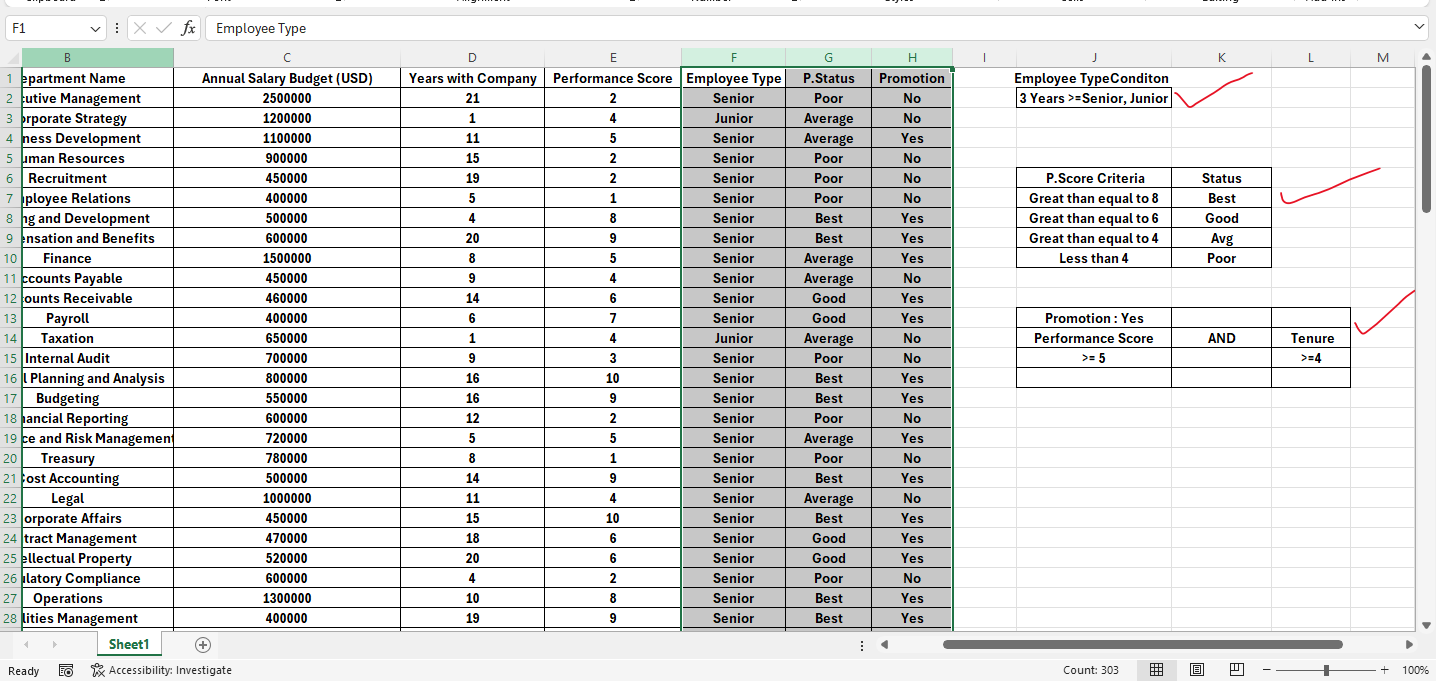 F1 fx Employee Type
B C D E F G H I J K L M
1 epartment Name Annual Salary Budget (USD) Years with Company Performance Score Employee Type P.Status Promotion Employee TypeConditon
2 cutive Management 2500000 21 2 Senior Poor No 3 Years >=Senior, Junior
3 orporate Strategy 1200000 1 4 Junior Average No
4 ness Development 1100000 11 5 Senior Average Yes
5 uman Resources 900000 15 2 Senior Poor No
6 Recruitment 450000 19 2 Senior Poor No P.Score Criteria Status
7 ployee Relations 400000 5 1 Senior Poor No Great than equal to 8 Best
8 ng and Development 500000 4 8 Senior Best Yes Great than equal to 6 Good
9 ensation and Benefits 600000 20 9 Senior Best Yes Great than equal to 4 Avg
10 Finance 1500000 8 5 Senior Average Yes Less than 4 Poor
11 ccounts Payable 450000 9 4 Senior Average No
12 ounts Receivable 460000 14 6 Senior Good Yes
13 Payroll 400000 6 7 Senior Good Yes Promotion : Yes
14 Taxation 650000 1 4 Junior Average No Performance Score AND Tenure
15 Internal Audit 700000 9 3 Senior Poor No >= 5 >=4
16 l Planning and Analysis 800000 16 10 Senior Best Yes
17 Budgeting 550000 16 9 Senior Best Yes
18 ancial Reporting 600000 12 2 Senior Poor No
19 ce and Risk Management 720000 5 5 Senior Average Yes
20 Treasury 780000 8 1 Senior Poor No
21 Cost Accounting 500000 14 9 Senior Best Yes
22 Legal 1000000 11 4 Senior Average No
23 orporate Affairs 450000 15 10 Senior Best Yes
24 tract Management 470000 18 6 Senior Good Yes
25 ellectual Property 520000 20 6 Senior Good Yes
26 ulatory Compliance 600000 4 2 Senior Poor No
27 Operations 1300000 10 8 Senior Best Yes
28 lities Management 400000 19 9 Senior Best Yes
Sheet1
Ready Accessibility: Investigate Count: 303 100%